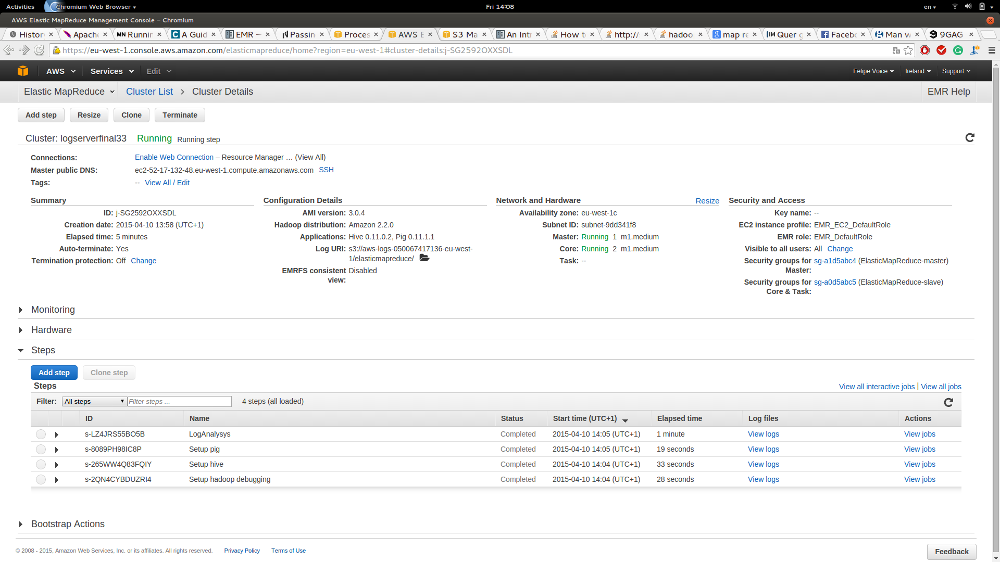 Activities Chromium Web Browser Fri 14:08 en
AWS Elastic MapReduce Management Console - Chromium
Histor Apache MN Runnin C A Guid EMR — Passin Proces AWS E S3 Ma An Int How t http:// hadoo map re IM Quer Facebo Man w 9GAG
https://eu-west-1.console.aws.amazon.com/elasticmapreduce/home?region=eu-west-1#cluster-details:j-SG2592OXXSDL
AWS Services Edit Felipe Voice Ireland Support
Elastic MapReduce Cluster List Cluster Details EMR Help
Add step Resize Clone Terminate
Cluster: logserverfinal33 Running Running step
Connections: Enable Web Connection – Resource Manager … (View All)
Master public DNS: ec2-52-17-132-48.eu-west-1.compute.amazonaws.com SSH
Tags: -- View All / Edit
Summary
ID: j-SG2592OXXSDL
Creation date: 2015-04-10 13:58 (UTC+1)
Elapsed time: 5 minutes
Auto-terminate: Yes
Termination protection: Off Change
Configuration Details
AMI version: 3.0.4
Hadoop distribution: Amazon 2.2.0
Applications: Hive 0.11.0.2, Pig 0.11.1.1
Log URI: s3://aws-logs-050067417136-eu-west-
1/elasticmapreduce/
EMRFS consistent Disabled
view:
Network and Hardware Resize
Availability zone: eu-west-1c
Subnet ID: subnet-9dd341f8
Master: Running 1 m1.medium
Core: Running 2 m1.medium
Task: --
Security and Access
Key name: --
EC2 instance profile: EMR_EC2_DefaultRole
EMR role: EMR_DefaultRole
Visible to all users: All Change
Security groups for sg-a1d5abc4 (ElasticMapReduce-master)
Master:
Security groups for sg-a0d5abc5 (ElasticMapReduce-slave)
Core & Task:
Monitoring
Hardware
Steps
Add step Clone step
Steps View all interactive jobs | View all jobs
Filter: All steps Filter steps ... 4 steps (all loaded)
ID Name Status Start time (UTC+1) Elapsed time Log files Actions
s-LZ4JRS55BO5B LogAnalysys Completed 2015-04-10 14:05 (UTC+1) 1 minute View logs View jobs
s-8089PH98IC8P Setup pig Completed 2015-04-10 14:05 (UTC+1) 19 seconds View logs View jobs
s-265WW4Q83FQIY Setup hive Completed 2015-04-10 14:04 (UTC+1) 33 seconds View logs View jobs
s-2QN4CYBDUZRI4 Setup hadoop debugging Completed 2015-04-10 14:04 (UTC+1) 28 seconds View logs View jobs
Bootstrap Actions
© 2008 - 2015, Amazon Web Services, Inc. or its affiliates. All rights reserved. Privacy Policy Terms of Use
Feedback